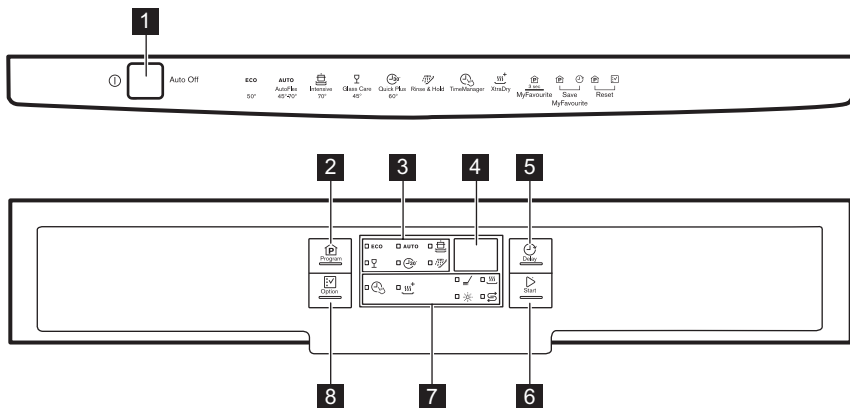 1
Auto Off
ECO
50°
AUTO
AutoFlex
45°-70°
Intensive
70°
Glass Care
45°
30'
Quick Plus
60°
Rinse & Hold
TimeManager
XtraDry
3 sec
MyFavourite
Save
MyFavourite
Reset
2
3
4
5
Program
ECO
AUTO
30'
Delay
Option
Start
8
7
6